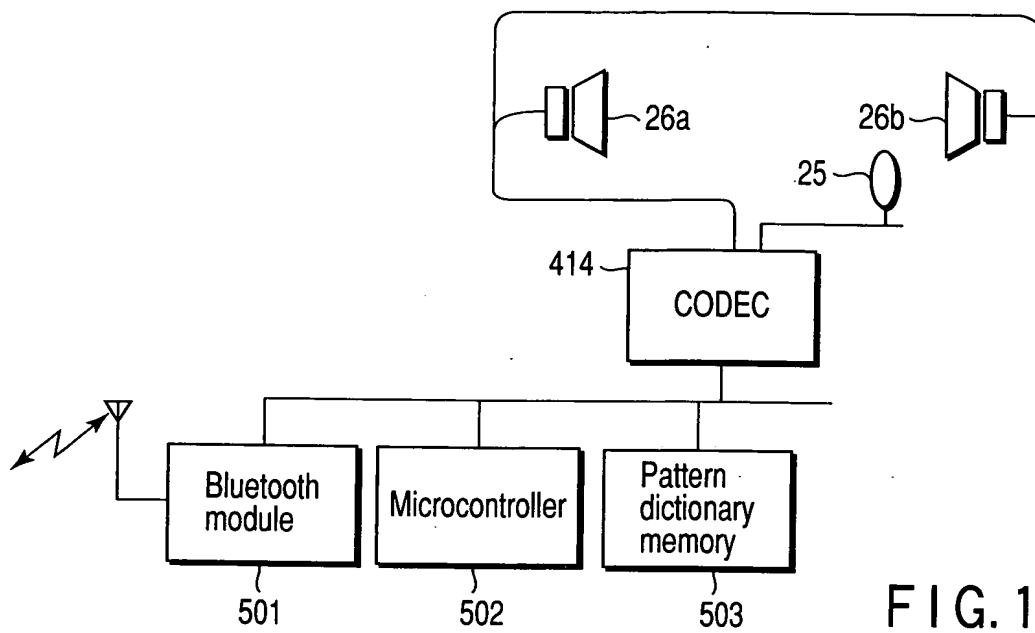 26a
26b
25
414
CODEC
Bluetooth
module
Microcontroller
Pattern
dictionary
memory
501
502
503
FIG. 1